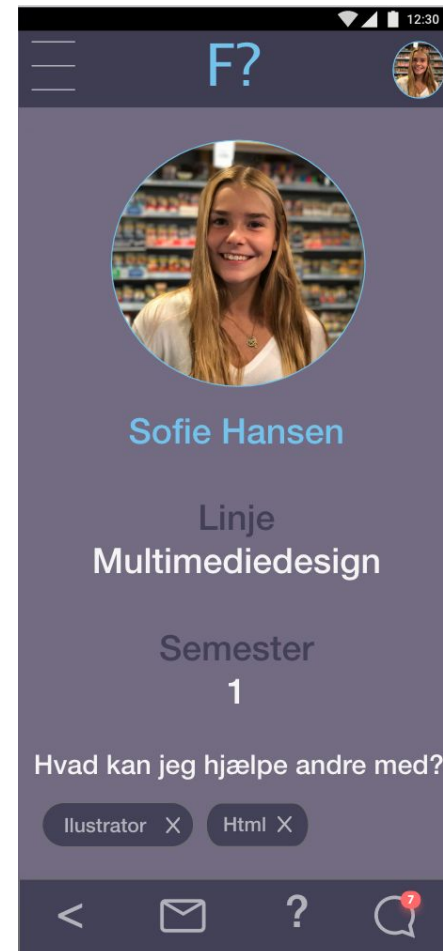 12:30
F?
Sofie Hansen
Linje
Multimediedesign
Semester
1
Hvad kan jeg hjælpe andre med?
Ilustrator X Html X
< ? 7